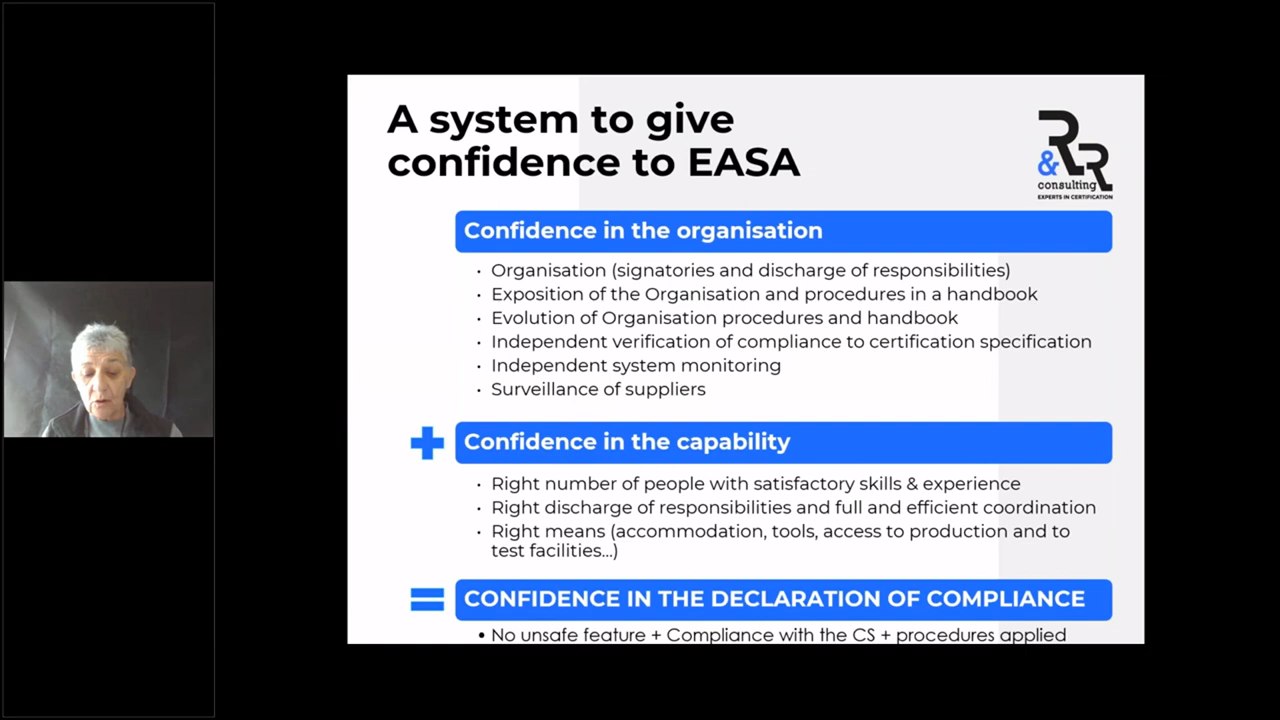 A system to give
confidence to EASA
R
&R
consulting
EXPERTS IN CERTIFICATION
Confidence in the organisation
• Organisation (signatories and discharge of responsibilities)
• Exposition of the Organisation and procedures in a handbook
• Evolution of Organisation procedures and handbook
• Independent verification of compliance to certification specification
• Independent system monitoring
• Surveillance of suppliers
+ Confidence in the capability
• Right number of people with satisfactory skills & experience
• Right discharge of responsibilities and full and efficient coordination
• Right means (accommodation, tools, access to production and to
test facilities...)
= CONFIDENCE IN THE DECLARATION OF COMPLIANCE
• No unsafe feature + Compliance with the CS + procedures applied